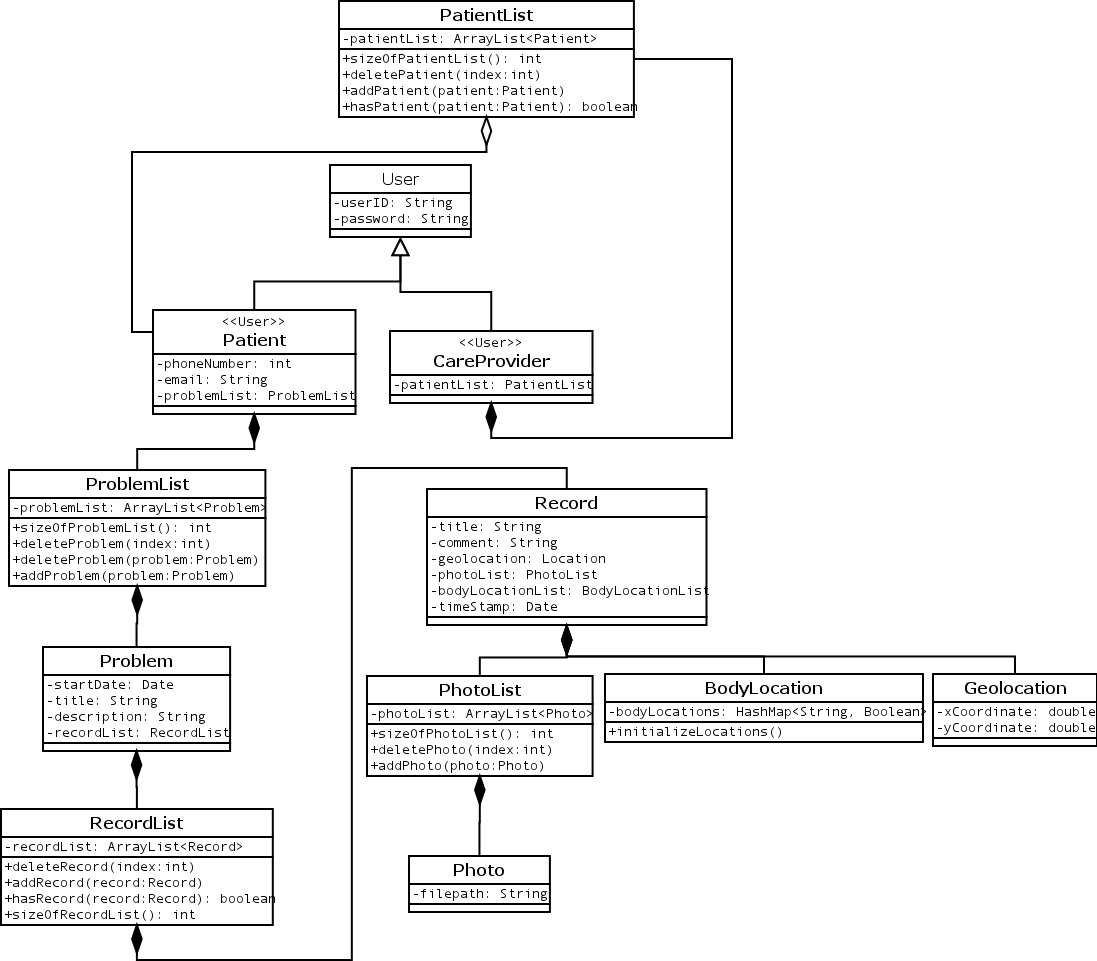 PatientList
-patientList: ArrayList<Patient>
+sizeOfPatientList(): int
+deletePatient(index:int)
+addPatient(patient:Patient)
+hasPatient(patient:Patient): boolean
User
-userID: String
-password: String
<<User>>
Patient
-phoneNumber: int
-email: String
-problemList: ProblemList
<<User>>
CareProvider
-patientList: PatientList
ProblemList
-problemList: ArrayList<Problem>
+sizeOfProblemList(): int
+deleteProblem(index:int)
+deleteProblem(problem:Problem)
+addProblem(problem:Problem)
Record
-title: String
-comment: String
-geolocation: Location
-photoList: PhotoList
-bodyLocationList: BodyLocationList
-timeStamp: Date
Problem
-startDate: Date
-title: String
-description: String
-recordList: RecordList
PhotoList
-photoList: ArrayList<Photo>
+sizeOfPhotoList(): int
+deletePhoto(index:int)
+addPhoto(photo:Photo)
BodyLocation
-bodyLocations: HashMap<String, Boolean>
+initializeLocations()
Geolocation
-xCoordinate: double
-yCoordinate: double
RecordList
-recordList: ArrayList<Record>
+deleteRecord(index:int)
+addRecord(record:Record)
+hasRecord(record:Record): boolean
+sizeOfRecordList(): int
Photo
-filepath: String